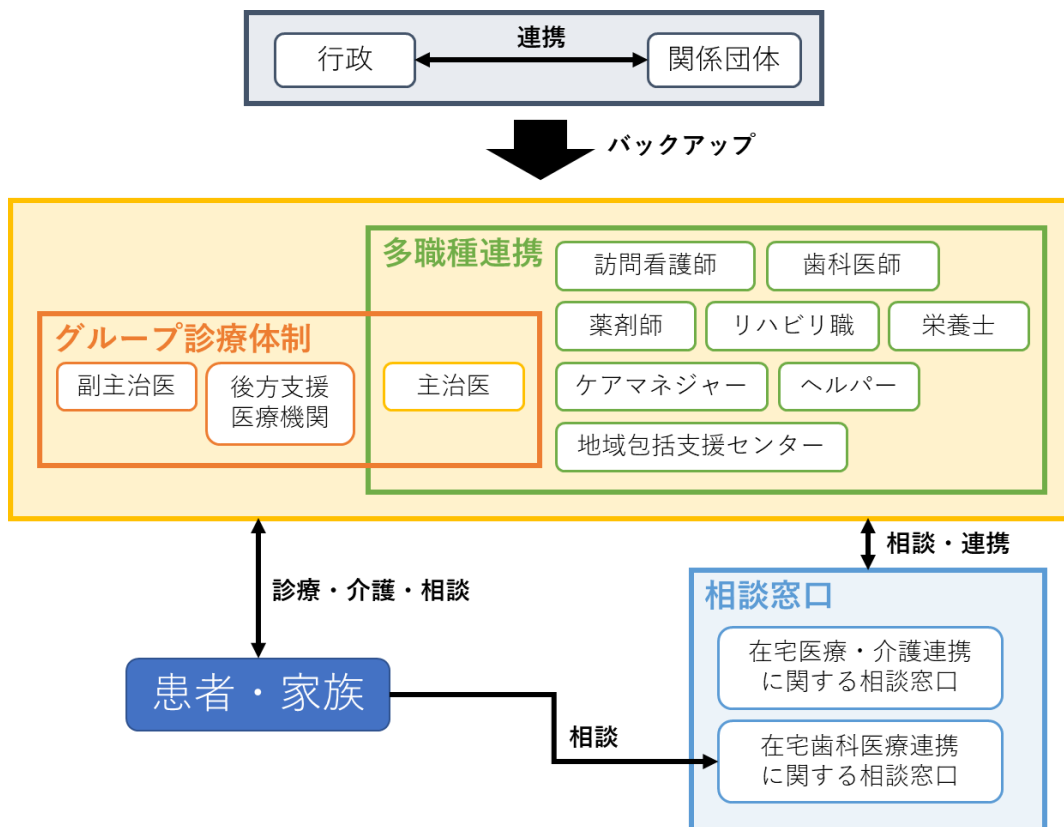 連携
行政
関係団体
バックアップ
多職種連携
訪問看護師
歯科医師
薬剤師
リハビリ職
栄養士
グループ診療体制
副主治医
後方支援
医療機関
主治医
ケアマネジャー
ヘルパー
地域包括支援センター
診療・介護・相談
相談・連携
相談窓口
在宅医療・介護連携
に関する相談窓口
患者・家族
相談
在宅歯科医療連携
に関する相談窓口